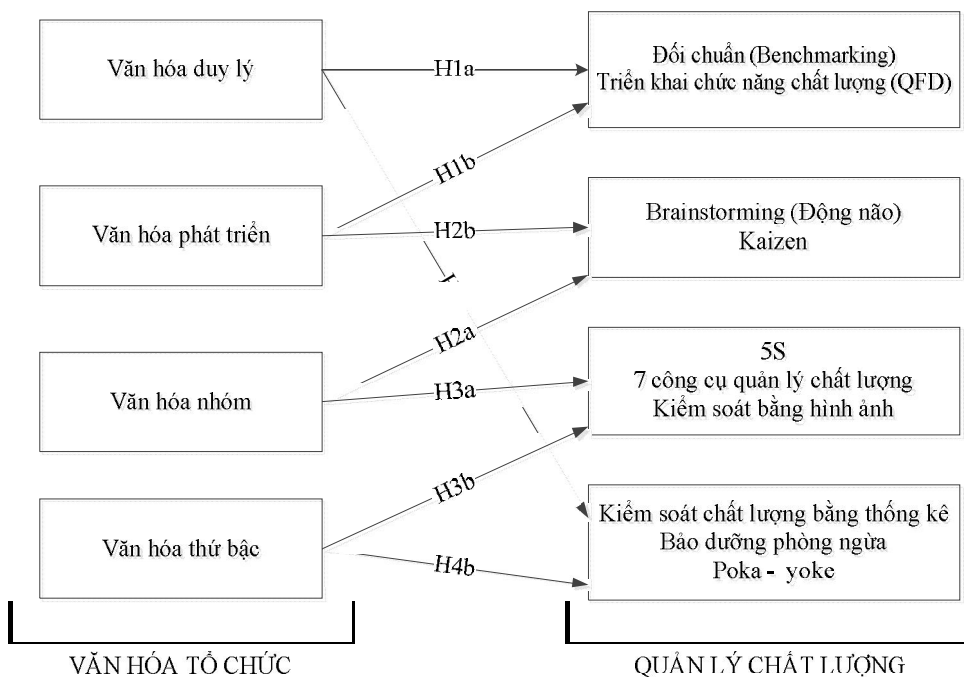 Văn hóa duy lý
H1a
Đối chuẩn (Benchmarking)
Triển khai chức năng chất lượng (QFD)
H1b
Văn hóa phát triển
H2b
Brainstorming (Động não)
Kaizen
H2a
Văn hóa nhóm
H3a
5S
7 công cụ quản lý chất lượng
Kiểm soát bằng hình ảnh
H3b
Văn hóa thứ bậc
H4b
Kiểm soát chất lượng bằng thống kê
Bảo dưỡng phòng ngừa
Poka - yoke
VĂN HÓA TỔ CHỨC
QUẢN LÝ CHẤT LƯỢNG